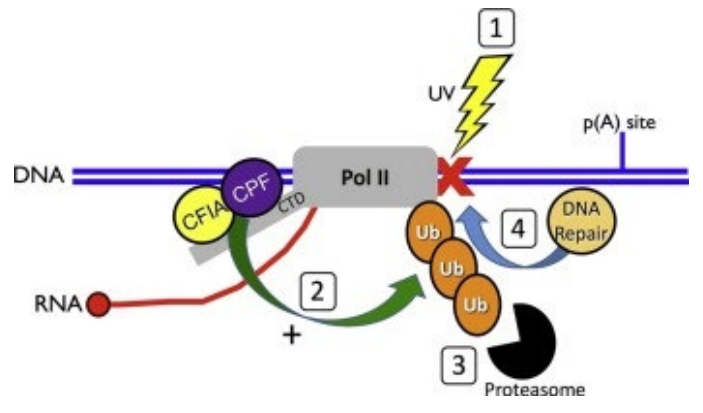 1
UV
p(A) site
DNA
Pol II
CPF
CFIA
CTD
DNA
Repair
Ub
4
Ub
2
RNA
Ub
+
3
Proteasome